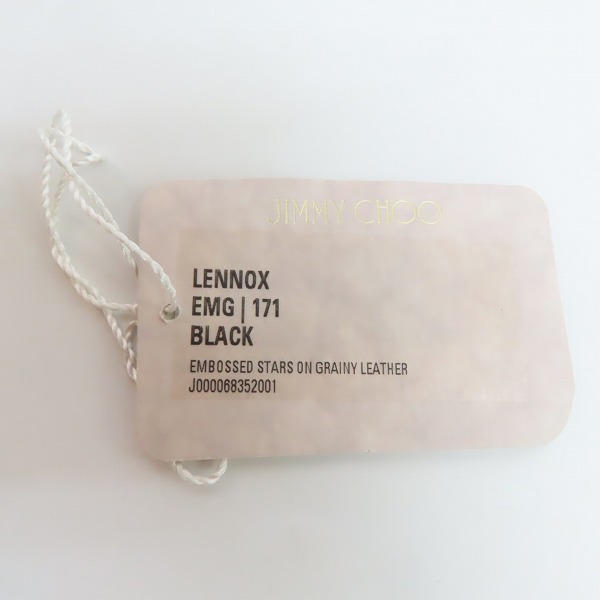 JIMMY CHOO
LENNOX
EMG | 171
BLACK
EMBOSSED STARS ON GRAINY LEATHER
J000068352001